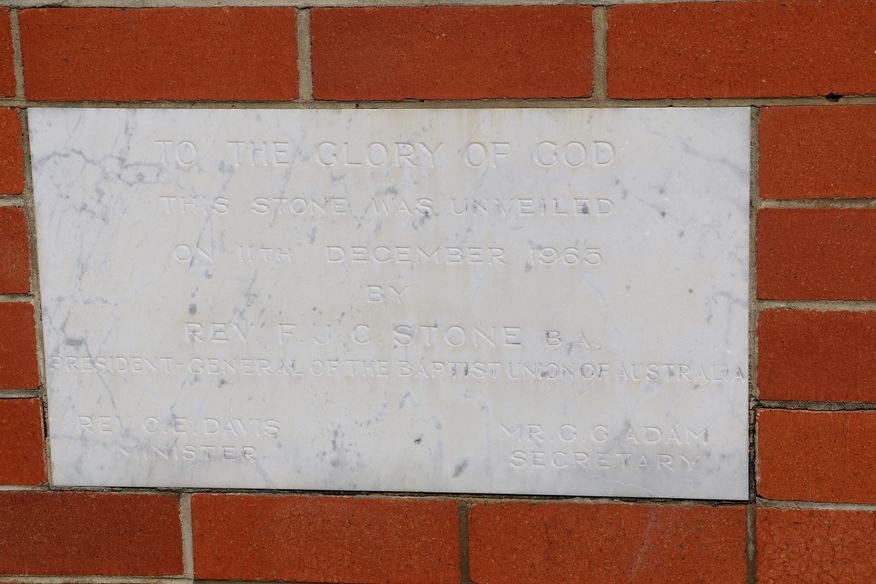 TO THE GLORY OF GOD
THIS STONE WAS UNVEILED
ON 11TH DECEMBER 1965
BY
REV. F.J.C. STONE B.A.
PRESIDENT-GENERAL OF THE BAPTIST UNION OF AUSTRALIA.
REV. C.E. DAVIS
MINISTER
MR. G.G ADAM
SECRETARY